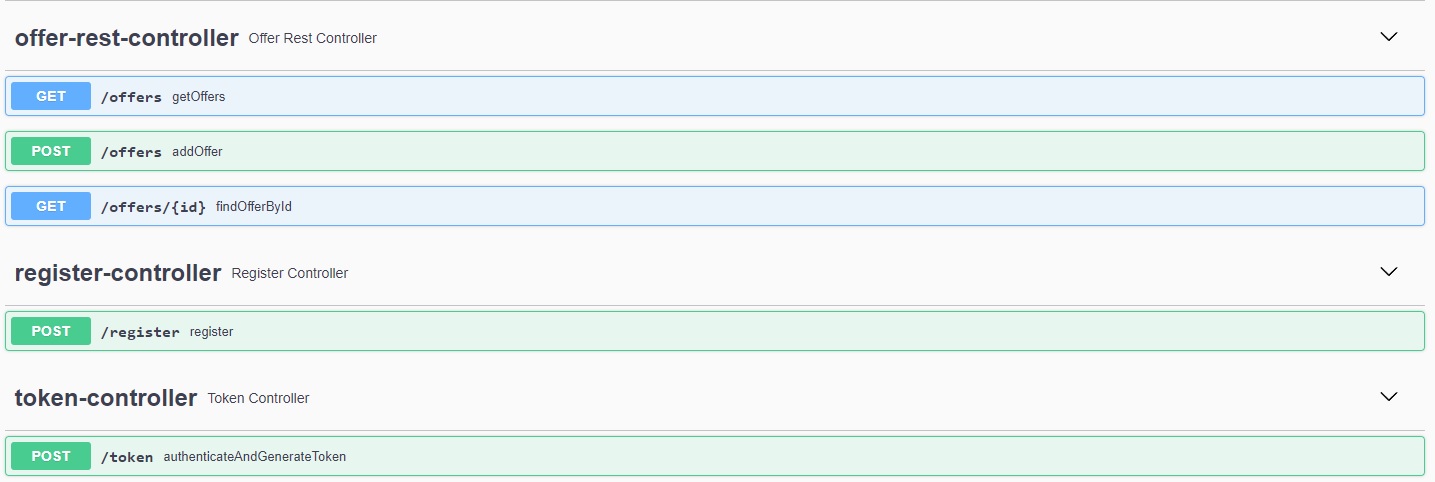 offer-rest-controller Offer Rest Controller
GET /offers getOffers
POST /offers addOffer
GET /offers/{id} findOfferById
register-controller Register Controller
POST /register register
token-controller Token Controller
POST /token authenticateAndGenerateToken